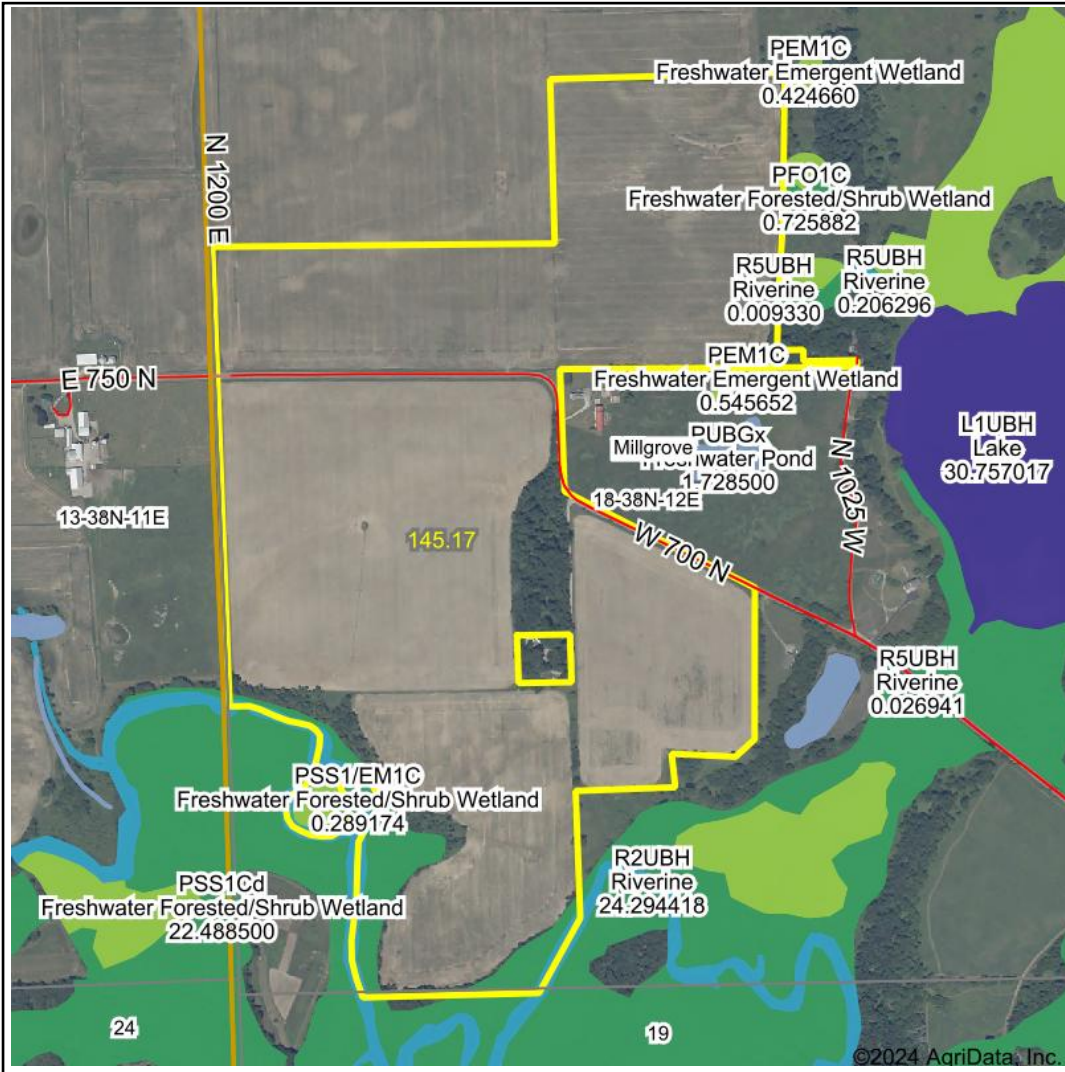 PEM1C
Freshwater Emergent Wetland
0.424660
N 1200 E
PFO1C
Freshwater Forested/Shrub Wetland
0.725882
R5UBH
Riverine
0.009330
R5UBH
Riverine
0.206296
E 750 N
PEM1C
Freshwater Emergent Wetland
0.545652
L1UBH
Lake
30.757017
PUBGx
Freshwater Pond
1.728500
Millgrove
N 1025 W
13-38N-11E
18-38N-12E
145.17
W 700 N
R5UBH
Riverine
0.026941
PSS1/EM1C
Freshwater Forested/Shrub Wetland
0.289174
R2UBH
Riverine
24.294418
PSS1Cd
Freshwater Forested/Shrub Wetland
22.488500
24
19
©2024 AgriData, Inc.